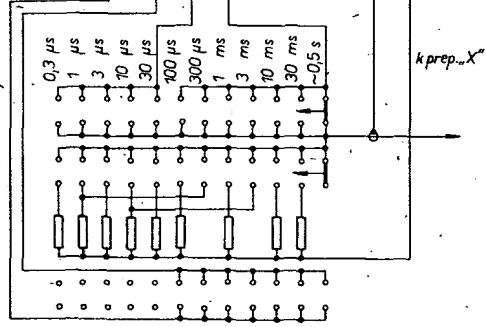 0,3 µs
1 µs
3 µs
10 µs
30 µs
100 µs
300 µs
1 ms
3 ms
10 ms
30 ms
~0,5 s
k prep. „X"